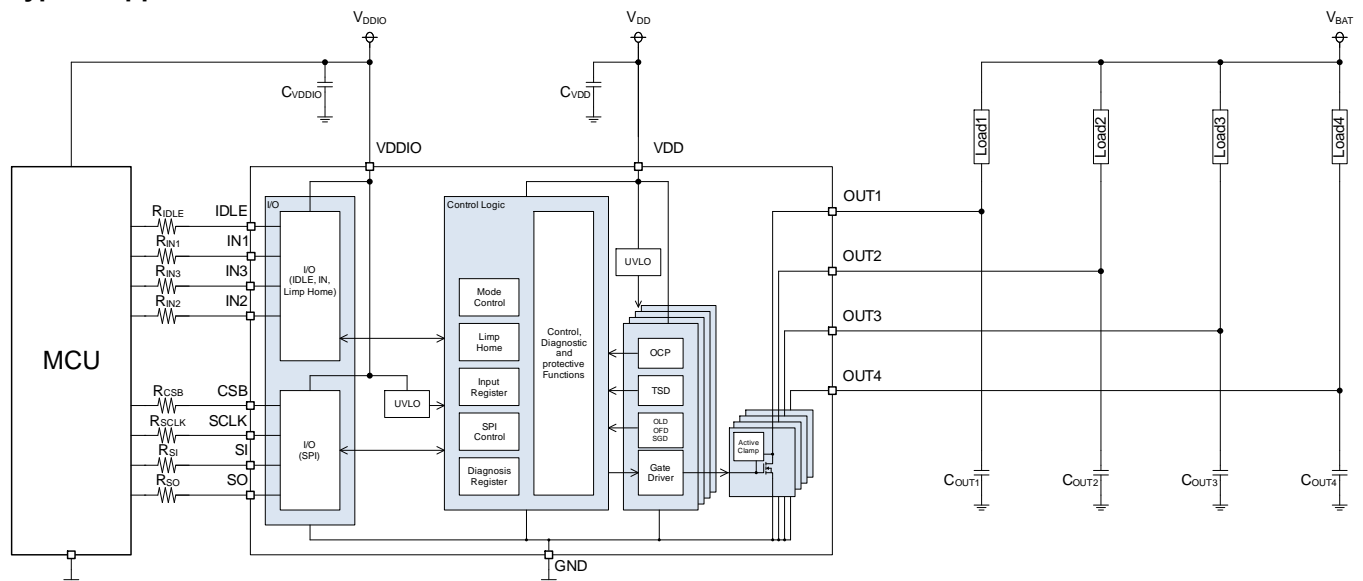 VDDIO
VDD
VBAT
CVDDIO
CVDD
VDDIO
VDD
Load1
Load2
Load3
Load4
MCU
RIDLE
IDLE
RIN1
IN1
RIN3
IN3
RIN2
IN2
RCSB
CSB
RSCLK
SCLK
RSI
SI
RSO
SO
I/O
I/O
(IDLE, IN,
Limp Home)
I/O
(SPI)
UVLO
Control Logic
Mode
Control
Limp
Home
Input
Register
SPI
Control
Diagnosis
Register
Control,
Diagnostic
and
protective
Functions
UVLO
OCP
TSD
OLD
OFD
SGD
Gate
Driver
Active
Clamp
OUT1
OUT2
OUT3
OUT4
COUT1
COUT2
COUT3
COUT4
GND